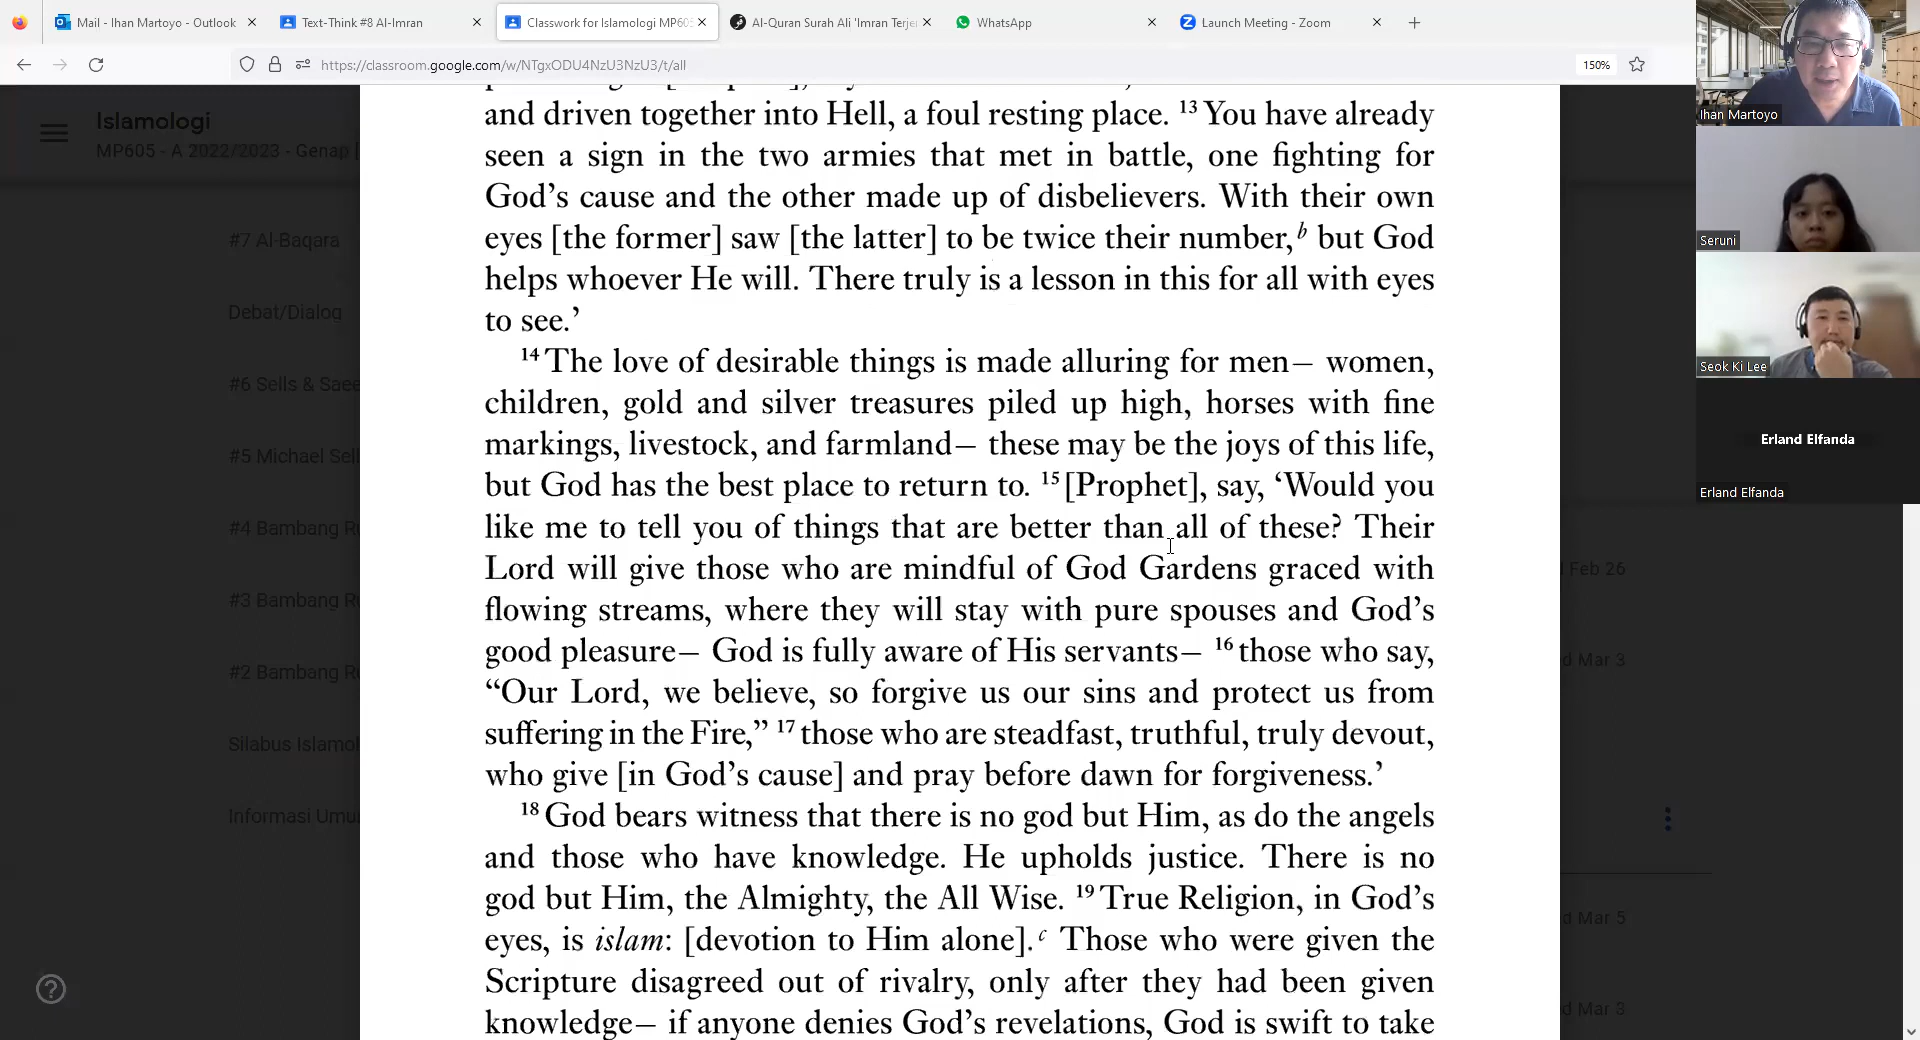 Mail - Ihan Martoyo - Outlook
Text-Think #8 Al-Imran
Classwork for Islamologi MP605
Al-Quran Surah Ali 'Imran Terje
WhatsApp
Launch Meeting - Zoom
https://classroom.google.com/w/NTgxODU4NzU3NzU3/t/all
150%
Islamologi
MP605 - A 2022/2023 - Genap [
#7 Al-Baqara
Debat/Dialog
#6 Sells & Saee
#5 Michael Sell
#4 Bambang Ru
#3 Bambang Ru
#2 Bambang Ru
Silabus Islamol
Informasi Umu
and driven together into Hell, a foul resting place. ¹³ You have already
seen a sign in the two armies that met in battle, one fighting for
God’s cause and the other made up of disbelievers. With their own
eyes [the former] saw [the latter] to be twice their number,ᵇ but God
helps whoever He will. There truly is a lesson in this for all with eyes
to see.’
¹⁴ The love of desirable things is made alluring for men— women,
children, gold and silver treasures piled up high, horses with fine
markings, livestock, and farmland— these may be the joys of this life,
but God has the best place to return to. ¹⁵ [Prophet], say, ‘Would you
like me to tell you of things that are better than all of these? Their
Lord will give those who are mindful of God Gardens graced with
flowing streams, where they will stay with pure spouses and God’s
good pleasure— God is fully aware of His servants— ¹⁶ those who say,
“Our Lord, we believe, so forgive us our sins and protect us from
suffering in the Fire,” ¹⁷ those who are steadfast, truthful, truly devout,
who give [in God’s cause] and pray before dawn for forgiveness.’
¹⁸ God bears witness that there is no god but Him, as do the angels
and those who have knowledge. He upholds justice. There is no
god but Him, the Almighty, the All Wise. ¹⁹ True Religion, in God’s
eyes, is islam: [devotion to Him alone].ᶜ Those who were given the
Scripture disagreed out of rivalry, only after they had been given
knowledge— if anyone denies God’s revelations, God is swift to take
Feb 26
d Mar 3
d Mar 5
d Mar 3
Ihan Martoyo
Seruni
Seok Ki Lee
Erland Elfanda
Erland Elfanda